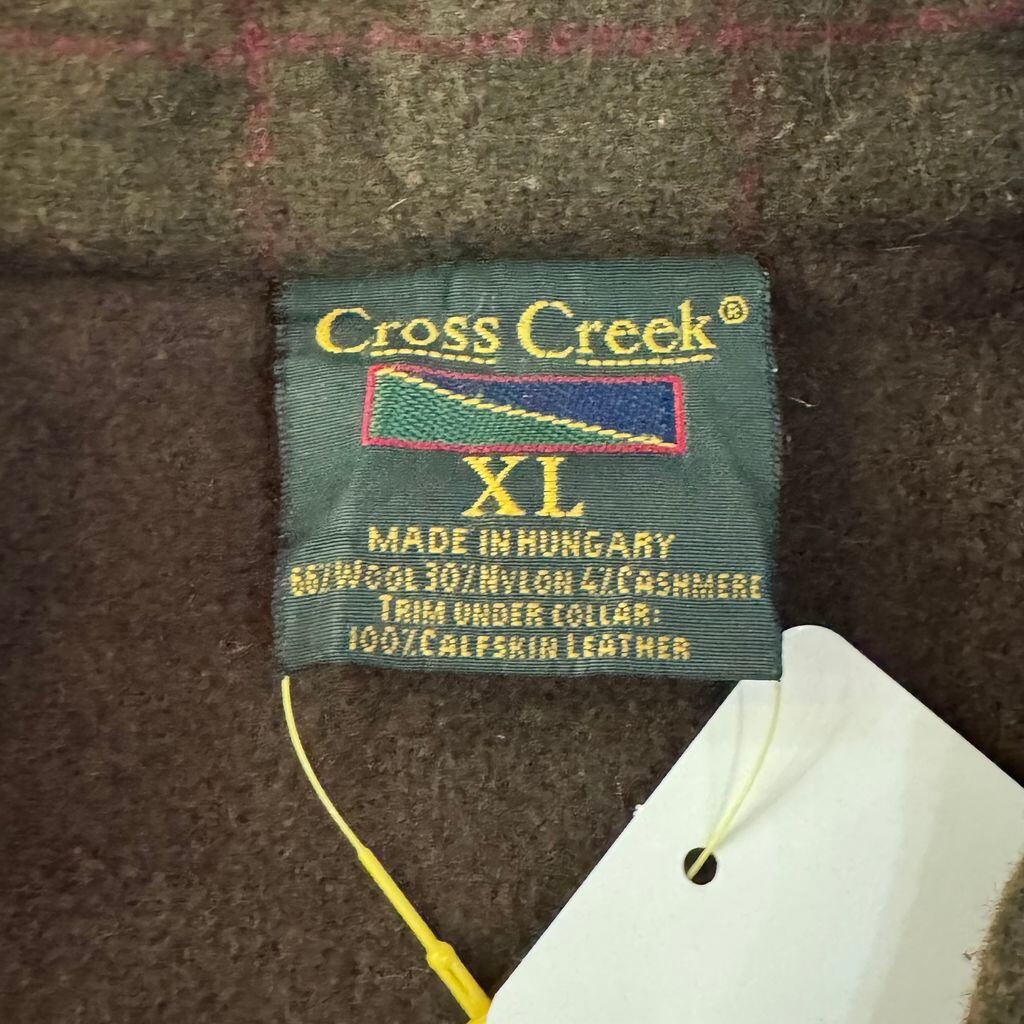 Cross Creek®
XL
MADE IN HUNGARY
66% WOOL 30% NYLON 4% CASHMERE
TRIM UNDER COLLAR:
100% CALFSKIN LEATHER